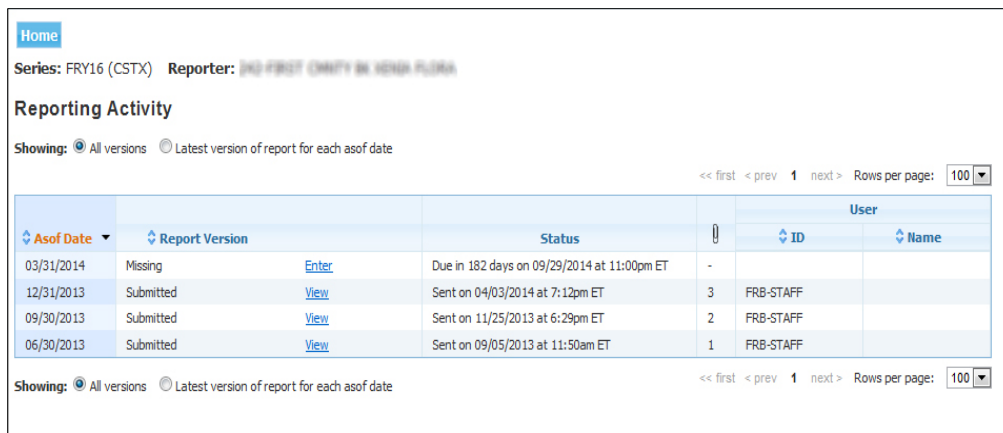 Home
Series: FRY16 (CSTX) Reporter:
Reporting Activity
Showing: All versions Latest version of report for each asof date
<< first < prev 1 next > Rows per page: 100
User
Asof Date Report Version Status ID Name
03/31/2014 Missing Enter Due in 182 days on 09/29/2014 at 11:00pm ET -
12/31/2013 Submitted View Sent on 04/03/2014 at 7:12pm ET 3 FRB-STAFF
09/30/2013 Submitted View Sent on 11/25/2013 at 6:29pm ET 2 FRB-STAFF
06/30/2013 Submitted View Sent on 09/05/2013 at 11:50am ET 1 FRB-STAFF
Showing: All versions Latest version of report for each asof date
<< first < prev 1 next > Rows per page: 100